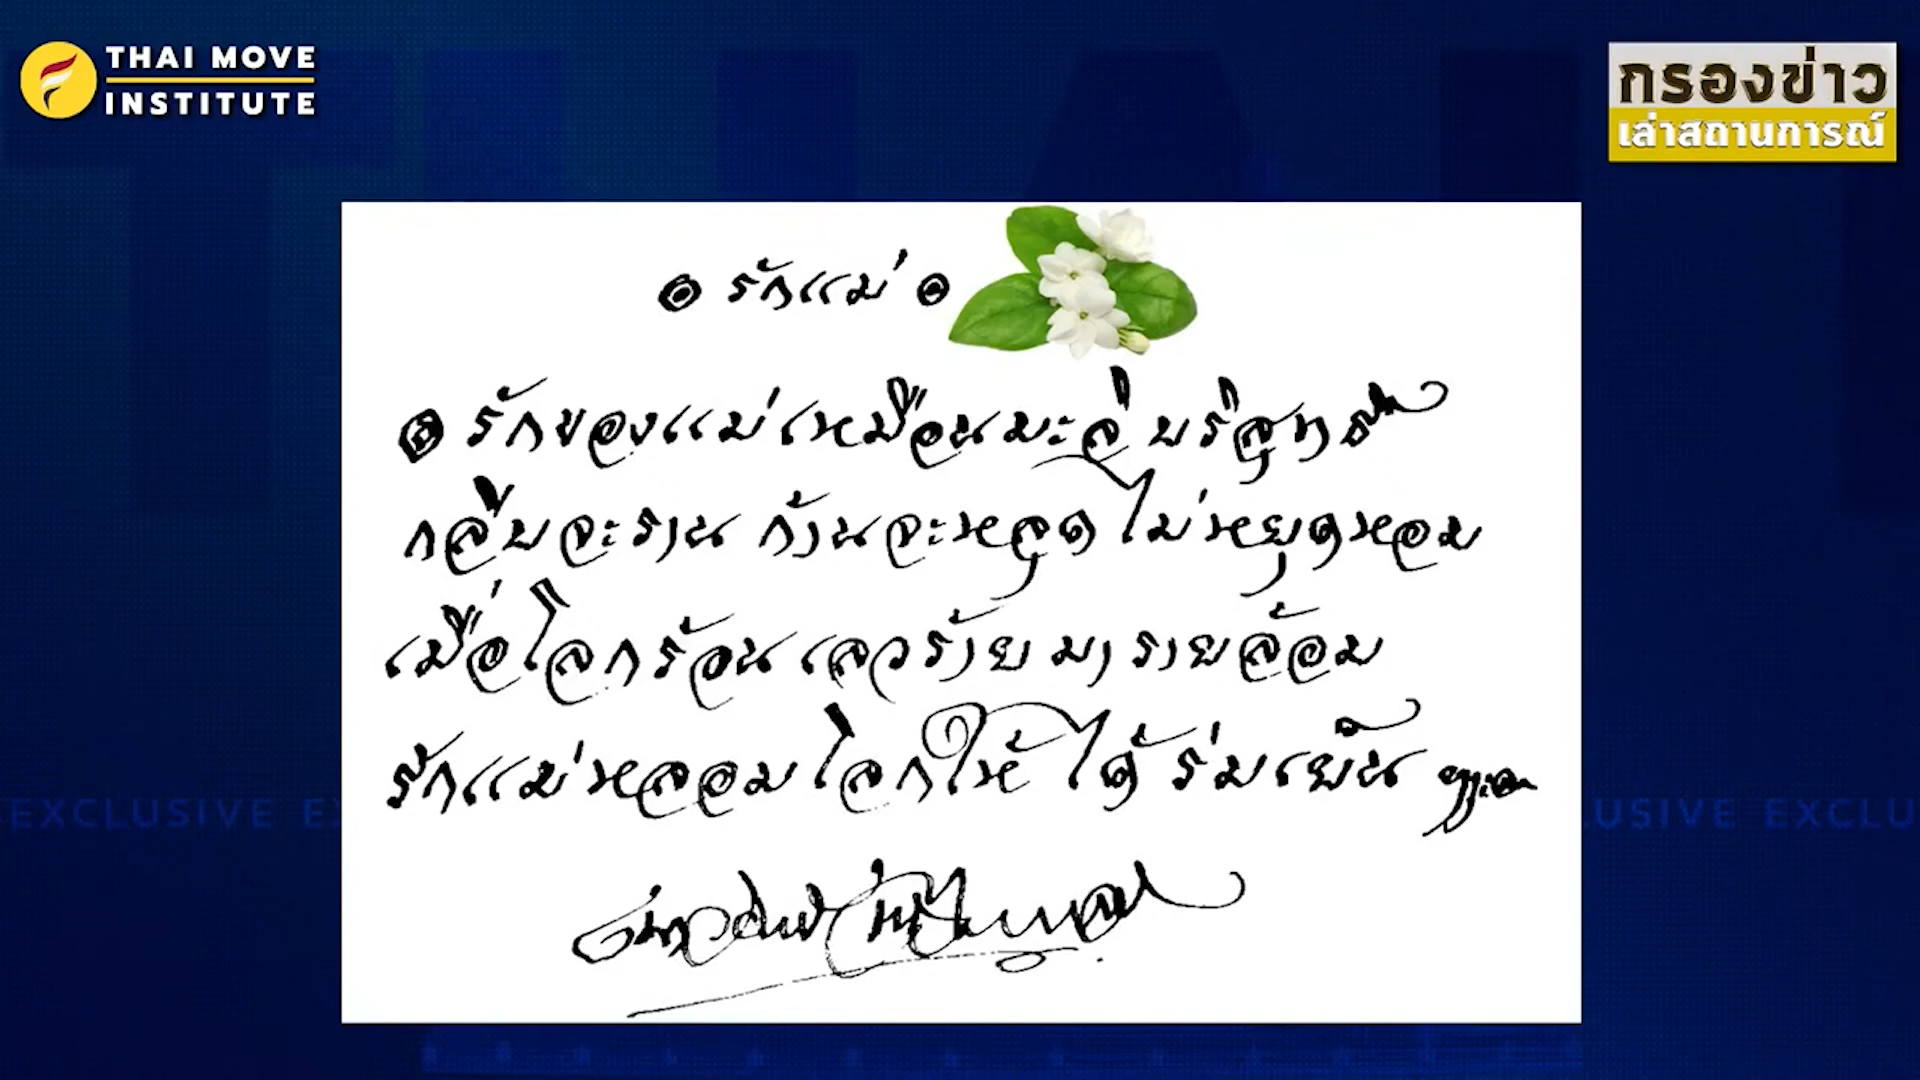 THAI MOVE
INSTITUTE
กรองข่าว
เล่าสถานการณ์
๏ รักแม่ ๏
๏ รักของแม่เหมือนมะลิบริสุทธิ์
กลีบจะราน ก้านจะหลุด ไม่หยุดหอม
เมื่อโลกร้อนเลวร้ายมารายล้อม
รักแม่หลอมโลกให้ได้ร่มเย็น
EXCLUSIVE